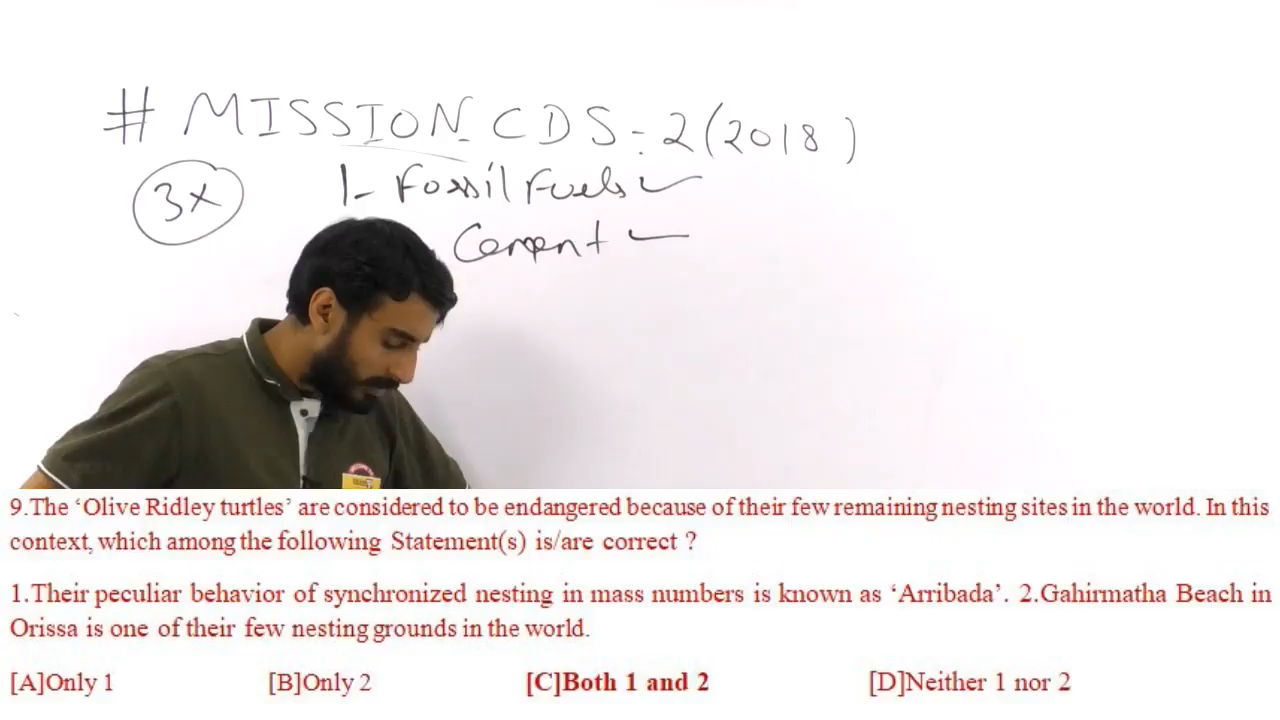 # MISSION CDS - 2 (2018)
3x 1- Fossil Fuels
Cement
9.The ‘Olive Ridley turtles’ are considered to be endangered because of their few remaining nesting sites in the world. In this
context, which among the following Statement(s) is/are correct ?
1.Their peculiar behavior of synchronized nesting in mass numbers is known as ‘Arribada’. 2.Gahirmatha Beach in
Orissa is one of their few nesting grounds in the world.
[A]Only 1 [B]Only 2 [C]Both 1 and 2 [D]Neither 1 nor 2